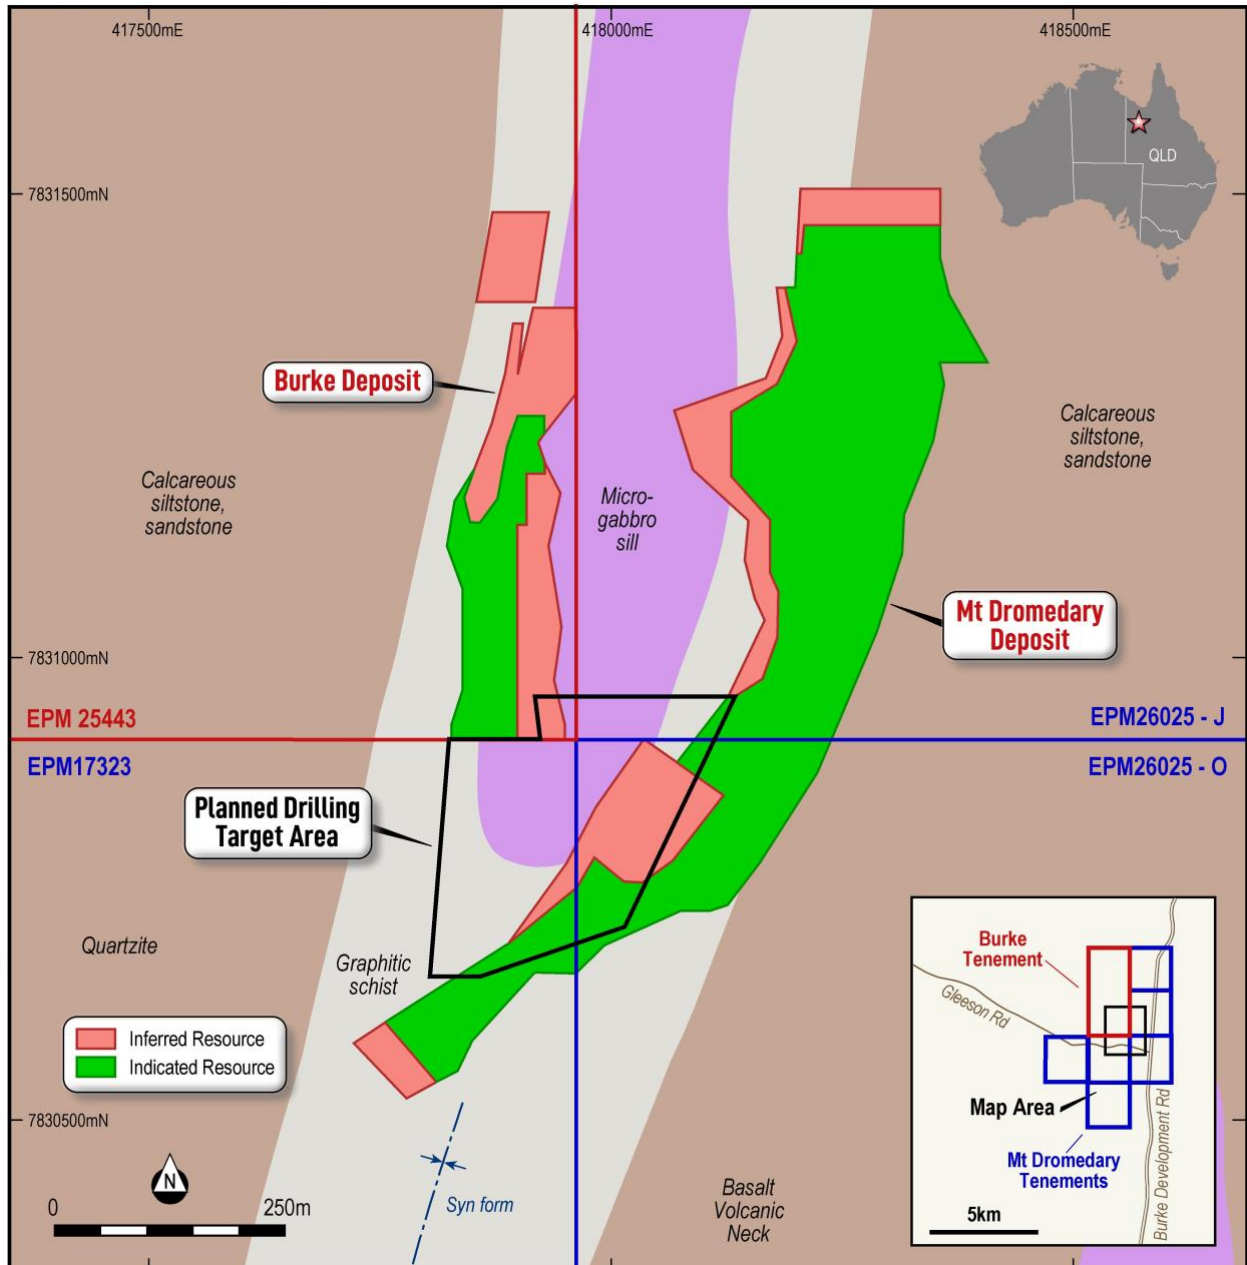 417500mE
418000mE
418500mE
QLD
7831500mN
Burke Deposit
Calcareous
siltstone,
sandstone
Calcareous
siltstone,
sandstone
Micro-
gabbro
sill
Mt Dromedary
Deposit
7831000mN
EPM 25443
EPM26025 - J
EPM17323
EPM26025 - O
Planned Drilling
Target Area
Quartzite
Graphitic
schist
Inferred Resource
Indicated Resource
7830500mN
N
0
250m
Syn form
Basalt
Volcanic
Neck
Burke
Tenement
Gleeson Rd
Map Area
Mt Dromedary
Tenements
Burke Development Rd
5km